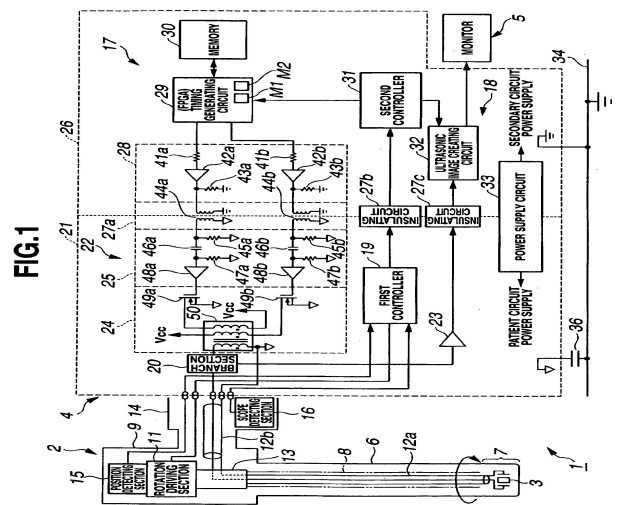 FIG.1
26
17
30
MEMORY
29
(FPGA)
TIMING
GENERATING
CIRCUIT
M1
M2
31
SECOND
CONTROLLER
18
MONITOR
5
32
ULTRASONIC
IMAGE CREATING
CIRCUIT
34
SECONDARY CIRCUIT
POWER SUPPLY
33
POWER SUPPLY CIRCUIT
PATIENT CIRCUIT
POWER SUPPLY
36
28
41a
42a
43a
44a
41b
42b
43b
44b
27a
27b
INSULATING
CIRCUIT
27c
INSULATING
CIRCUIT
21
22
46a
45a
46b
45b
25
48a
47a
48b
47b
19
FIRST
CONTROLLER
24
49a
49b
50
Vcc
Vcc
20
BRANCH
SECTION
23
4
14
9
2
15
POSITION
DETECTING
SECTION
11
ROTATION
DRIVING
SECTION
16
SCOPE
DETECTING
SECTION
12b
13
8
6
12a
7
3
1